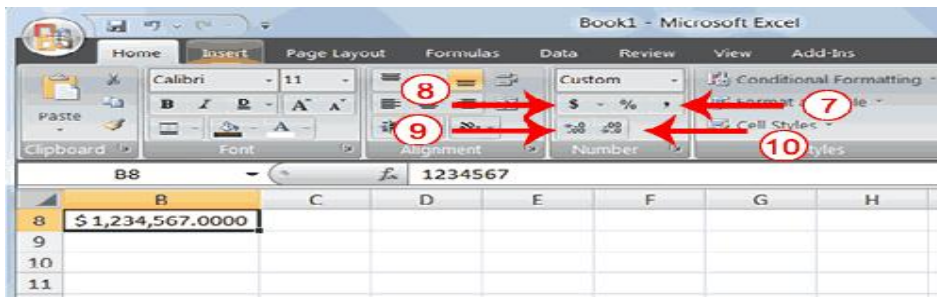 Book1 - Microsoft Excel
Home Insert Page Layout Formulas Data Review View Add-Ins
Calibri 11 Custom Conditional Formatting
8 7
B I A A $ % ,
Paste
A 9 Cell Styles
10
Clipboard Font Alignment Number
B8 fx 1234567
B C D E F G H
8 $1,234,567.0000
9
10
11